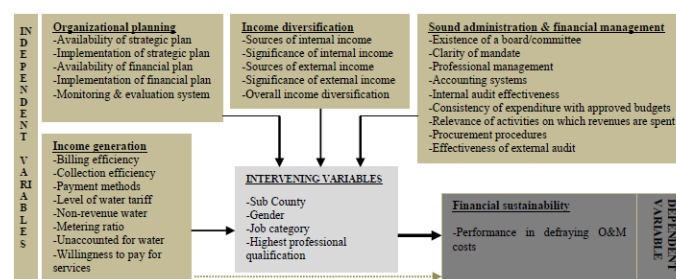 INDEPENDENT VARIABLES
Organizational planning
-Availability of strategic plan
-Implementation of strategic plan
-Availability of financial plan
-Implementation of financial plan
-Monitoring & evaluation system
Income diversification
-Sources of internal income
-Significance of internal income
-Sources of external income
-Significance of external income
-Overall income diversification
Sound administration & financial management
-Existence of a board/committee
-Clarity of mandate
-Professional management
-Accounting systems
-Internal audit effectiveness
-Consistency of expenditure with approved budgets
-Relevance of activities on which revenues are spent
-Procurement procedures
-Effectiveness of external audit
Income generation
-Billing efficiency
-Collection efficiency
-Payment methods
-Level of water tariff
-Non-revenue water
-Metering ratio
-Unaccounted for water
-Willingness to pay for
services
INTERVENING VARIABLES
-Sub County
-Gender
-Job category
-Highest professional
qualification
Financial sustainability
-Performance in defraying O&M
costs
DEPENDENT
VARIABLE